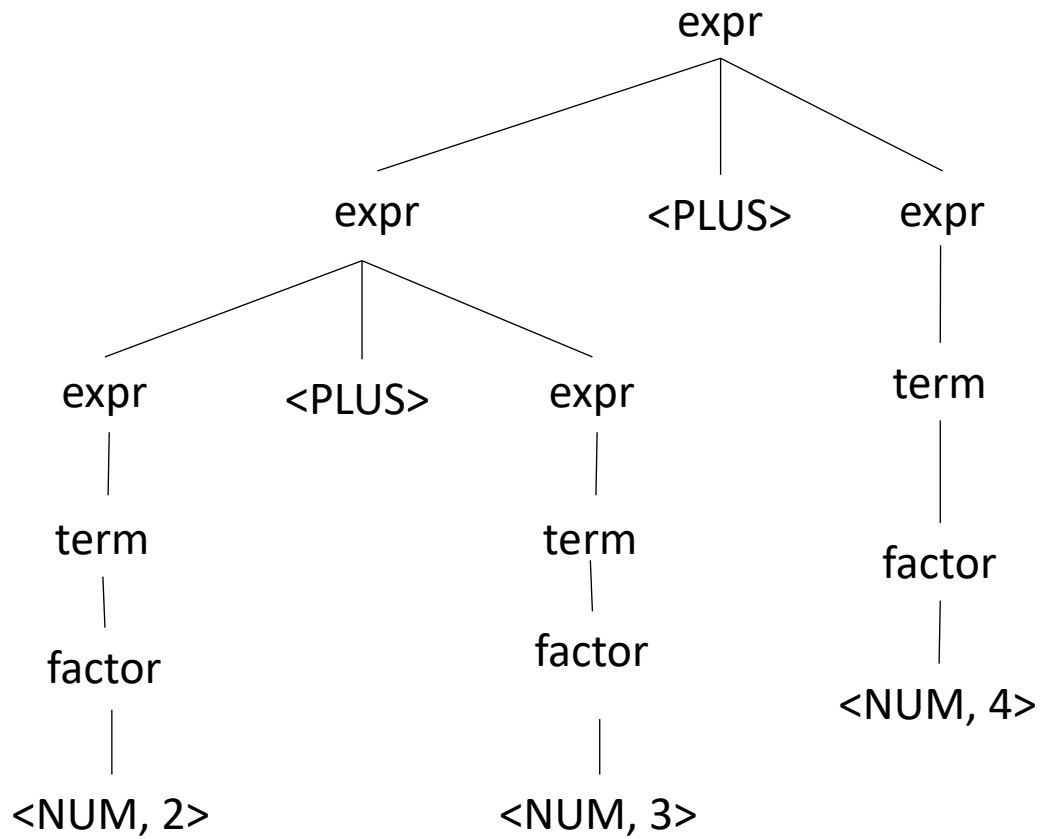 expr
expr <PLUS> expr
expr <PLUS> expr term
term term factor
factor factor <NUM, 4>
<NUM, 2> <NUM, 3>